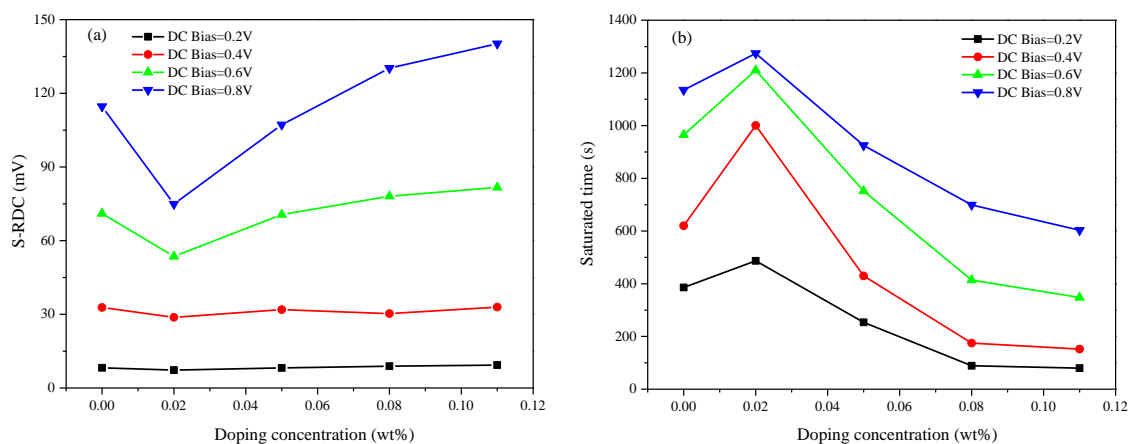 (a)
DC Bias=0.2V
DC Bias=0.4V
DC Bias=0.6V
DC Bias=0.8V
150
120
90
60
30
0
S-RDC (mV)
0.00 0.02 0.04 0.06 0.08 0.10 0.12
Doping concentration (wt%)
(b)
DC Bias=0.2V
DC Bias=0.4V
DC Bias=0.6V
DC Bias=0.8V
1400
1200
1000
800
600
400
200
0
Saturated time (s)
0.00 0.02 0.04 0.06 0.08 0.10 0.12
Doping concentration (wt%)